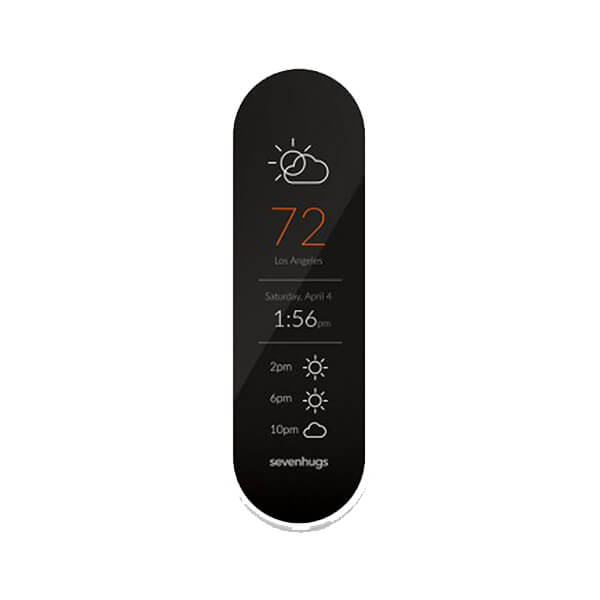 72
Los Angeles
Saturday, April 4
1:56pm
2pm
6pm
10pm
sevenhugs